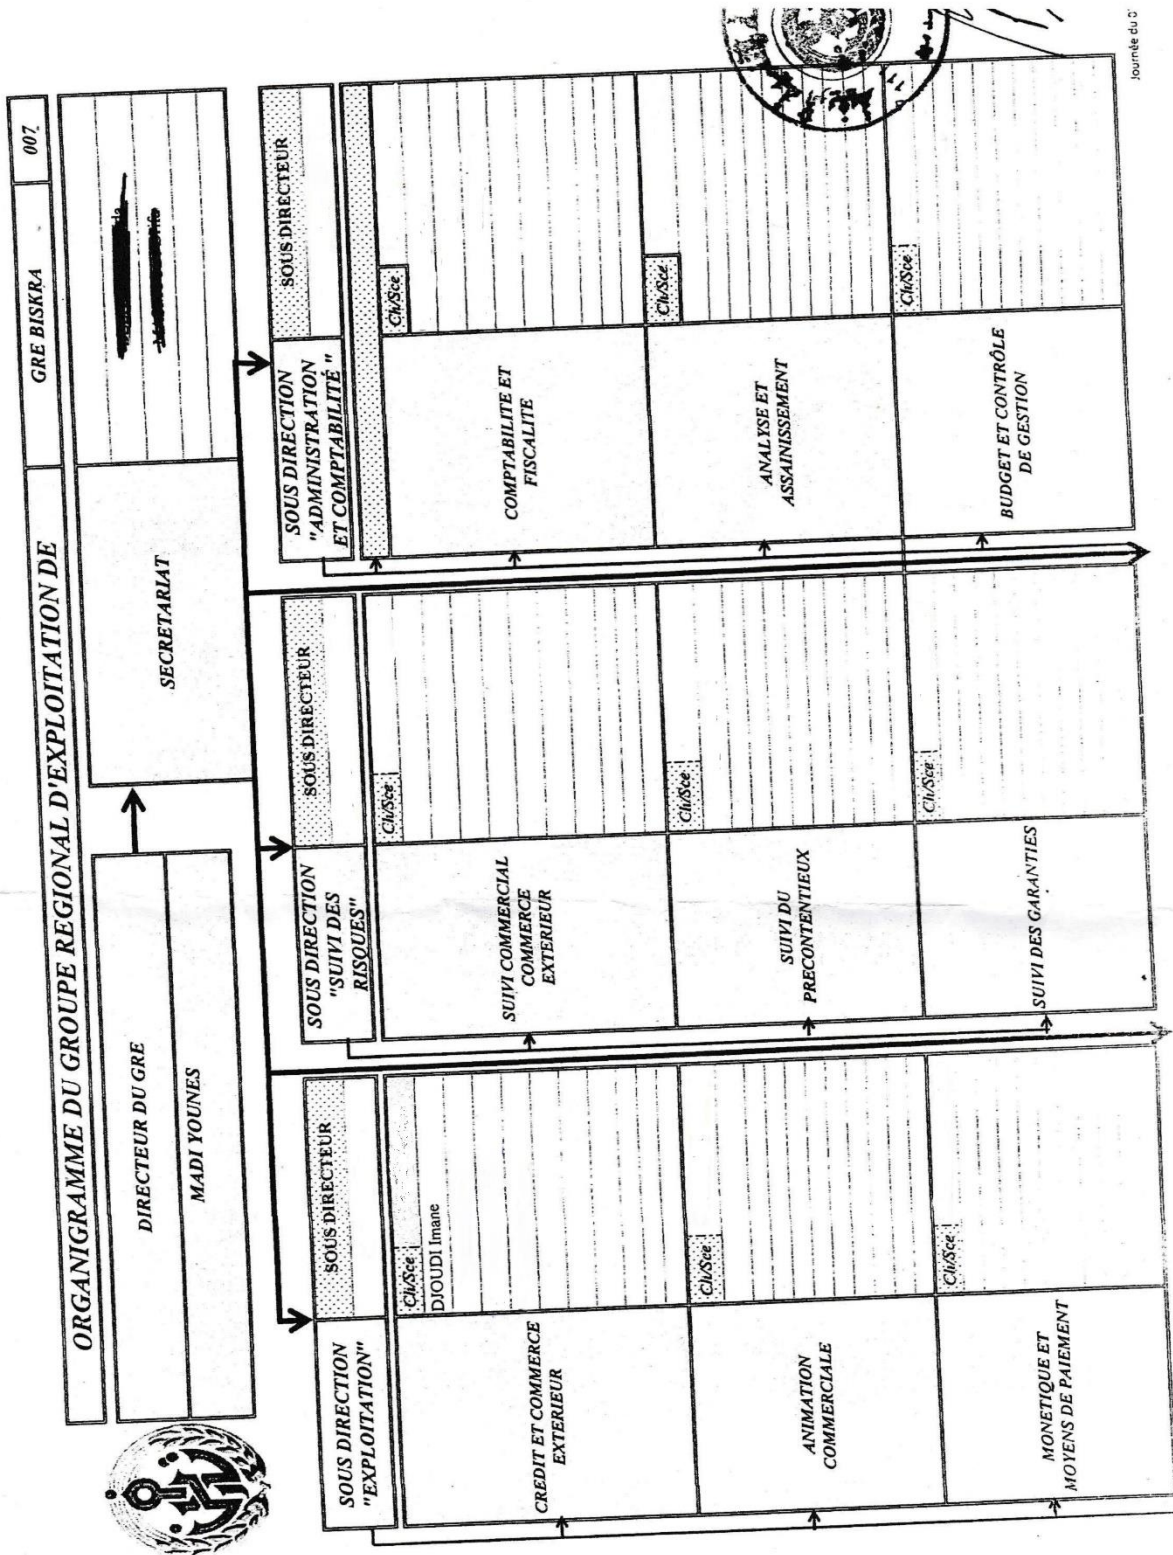 ORGANIGRAMME DU GROUPE REGIONAL D'EXPLOITATION DE
GRE BISKRA
007
DIRECTEUR DU GRE
MADI YOUNES
SECRETARIAT
SOUS DIRECTION
"EXPLOITATION"
SOUS DIRECTEUR
CREDIT ET COMMERCE
EXTERIEUR
Ch/Sce
DJOUDI Imane
ANIMATION
COMMERCIALE
Ch/Sce
MONETIQUE ET
MOYENS DE PAIEMENT
Ch/Sce
SOUS DIRECTION
"SUIVI DES
RISQUES"
SOUS DIRECTEUR
SUIVI COMMERCIAL
COMMERCE
EXTERIEUR
Ch/Sce
SUIVI DU
PRECONTENTIEUX
Ch/Sce
SUIVI DES GARANTIES
Ch/Sce
SOUS DIRECTION
"ADMINISTRATION
ET COMPTABILITÉ "
SOUS DIRECTEUR
COMPTABILITE ET
FISCALITE
Ch/Sce
ANALYSE ET
ASSAINISSEMENT
Ch/Sce
BUDGET ET CONTRÔLE
DE GESTION
Ch/Sce
Journée du